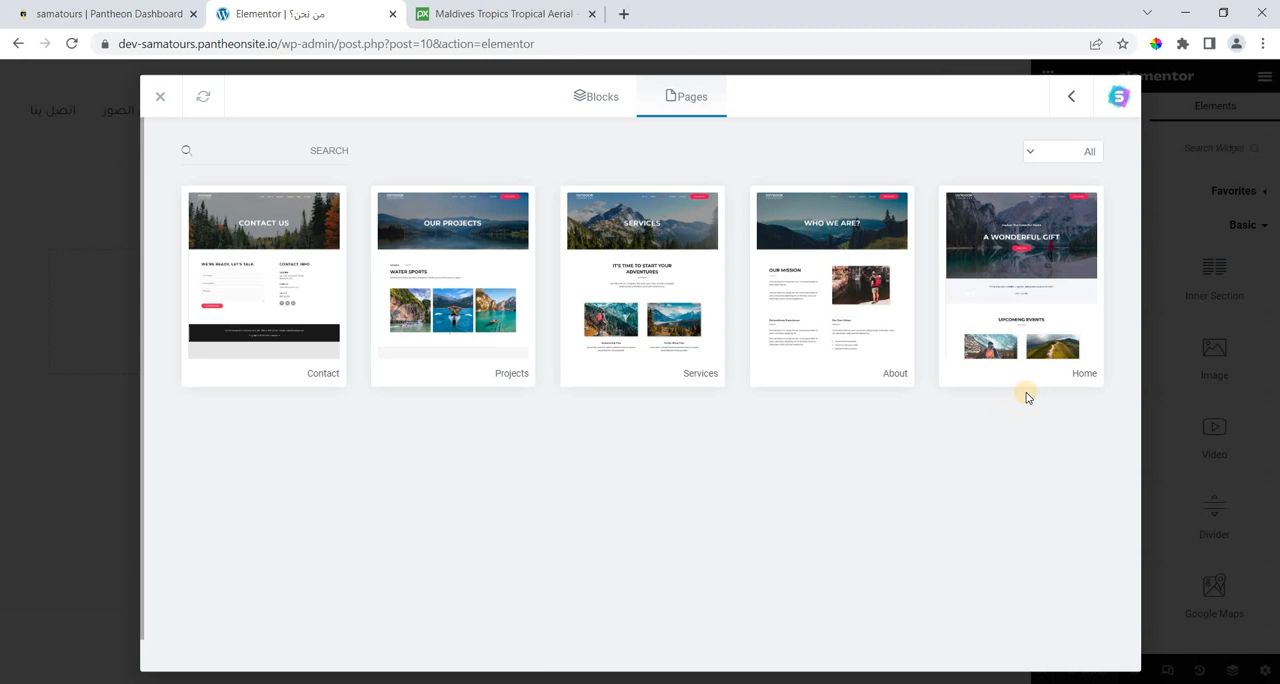 samatours | Pantheon Dashboard
Elementor | من نحن؟
Maldives Tropics Tropical Aerial -
dev-samatours.pantheonsite.io/wp-admin/post.php?post=10&action=elementor
elementor
اتصل بنا
الصور
Blocks
Pages
Elements
SEARCH
All
Search Widget
Favorites
Basic
CONTACT US
WE'RE READY, LET'S TALK.
CONTACT INFO
Contact
OUR PROJECTS
WATER SPORTS
Projects
SERVICES
IT'S TIME TO START YOUR
ADVENTURES
Services
WHO WE ARE?
OUR MISSION
About
A WONDERFUL GIFT
UPCOMING EVENTS
Home
Inner Section
Image
Video
Divider
Google Maps